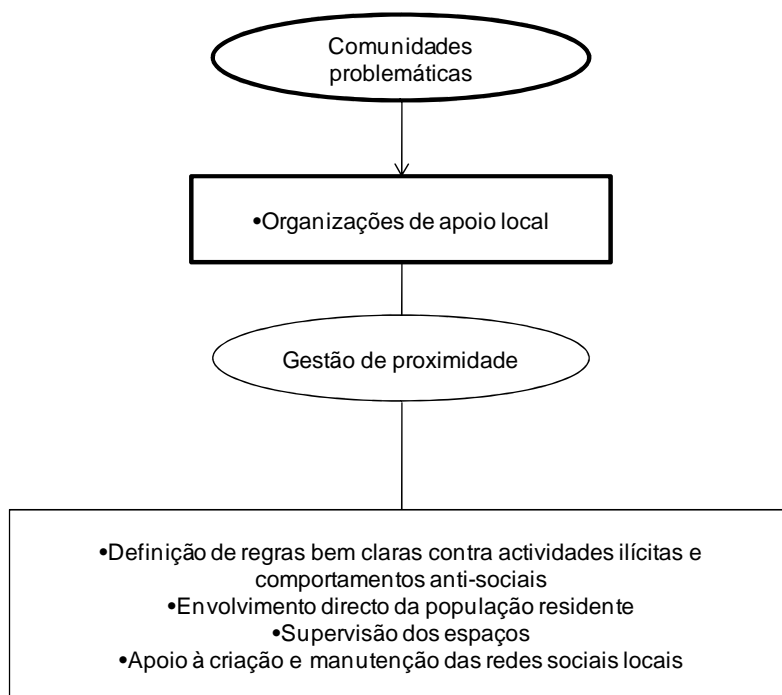 Comunidades
problemáticas
•Organizações de apoio local
Gestão de proximidade
•Definição de regras bem claras contra actividades ilícitas e
comportamentos anti-sociais
•Envolvimento directo da população residente
•Supervisão dos espaços
•Apoio à criação e manutenção das redes sociais locais